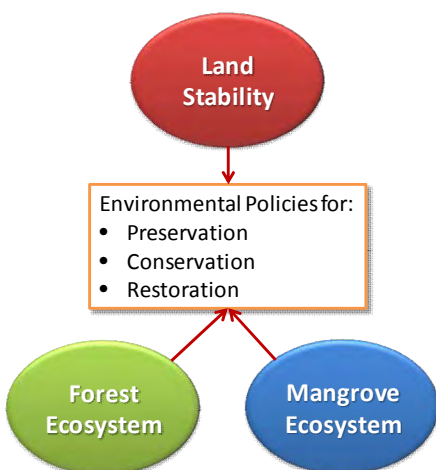 Land
Stability
Environmental Policies for:
• Preservation
• Conservation
• Restoration
Forest
Ecosystem
Mangrove
Ecosystem